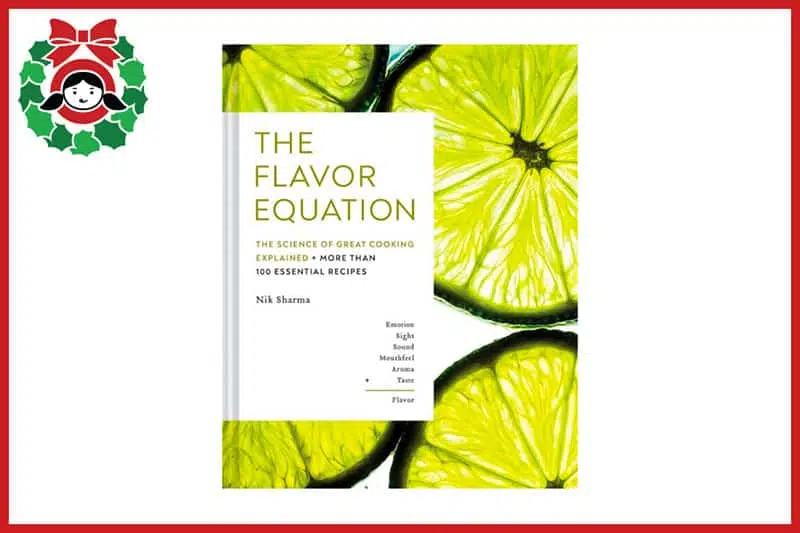 THE
FLAVOR
EQUATION
THE SCIENCE OF GREAT COOKING
EXPLAINED + MORE THAN
100 ESSENTIAL RECIPES
Nik Sharma
Emotion
Sight
Sound
Mouthfeel
Aroma
+ Taste
Flavor